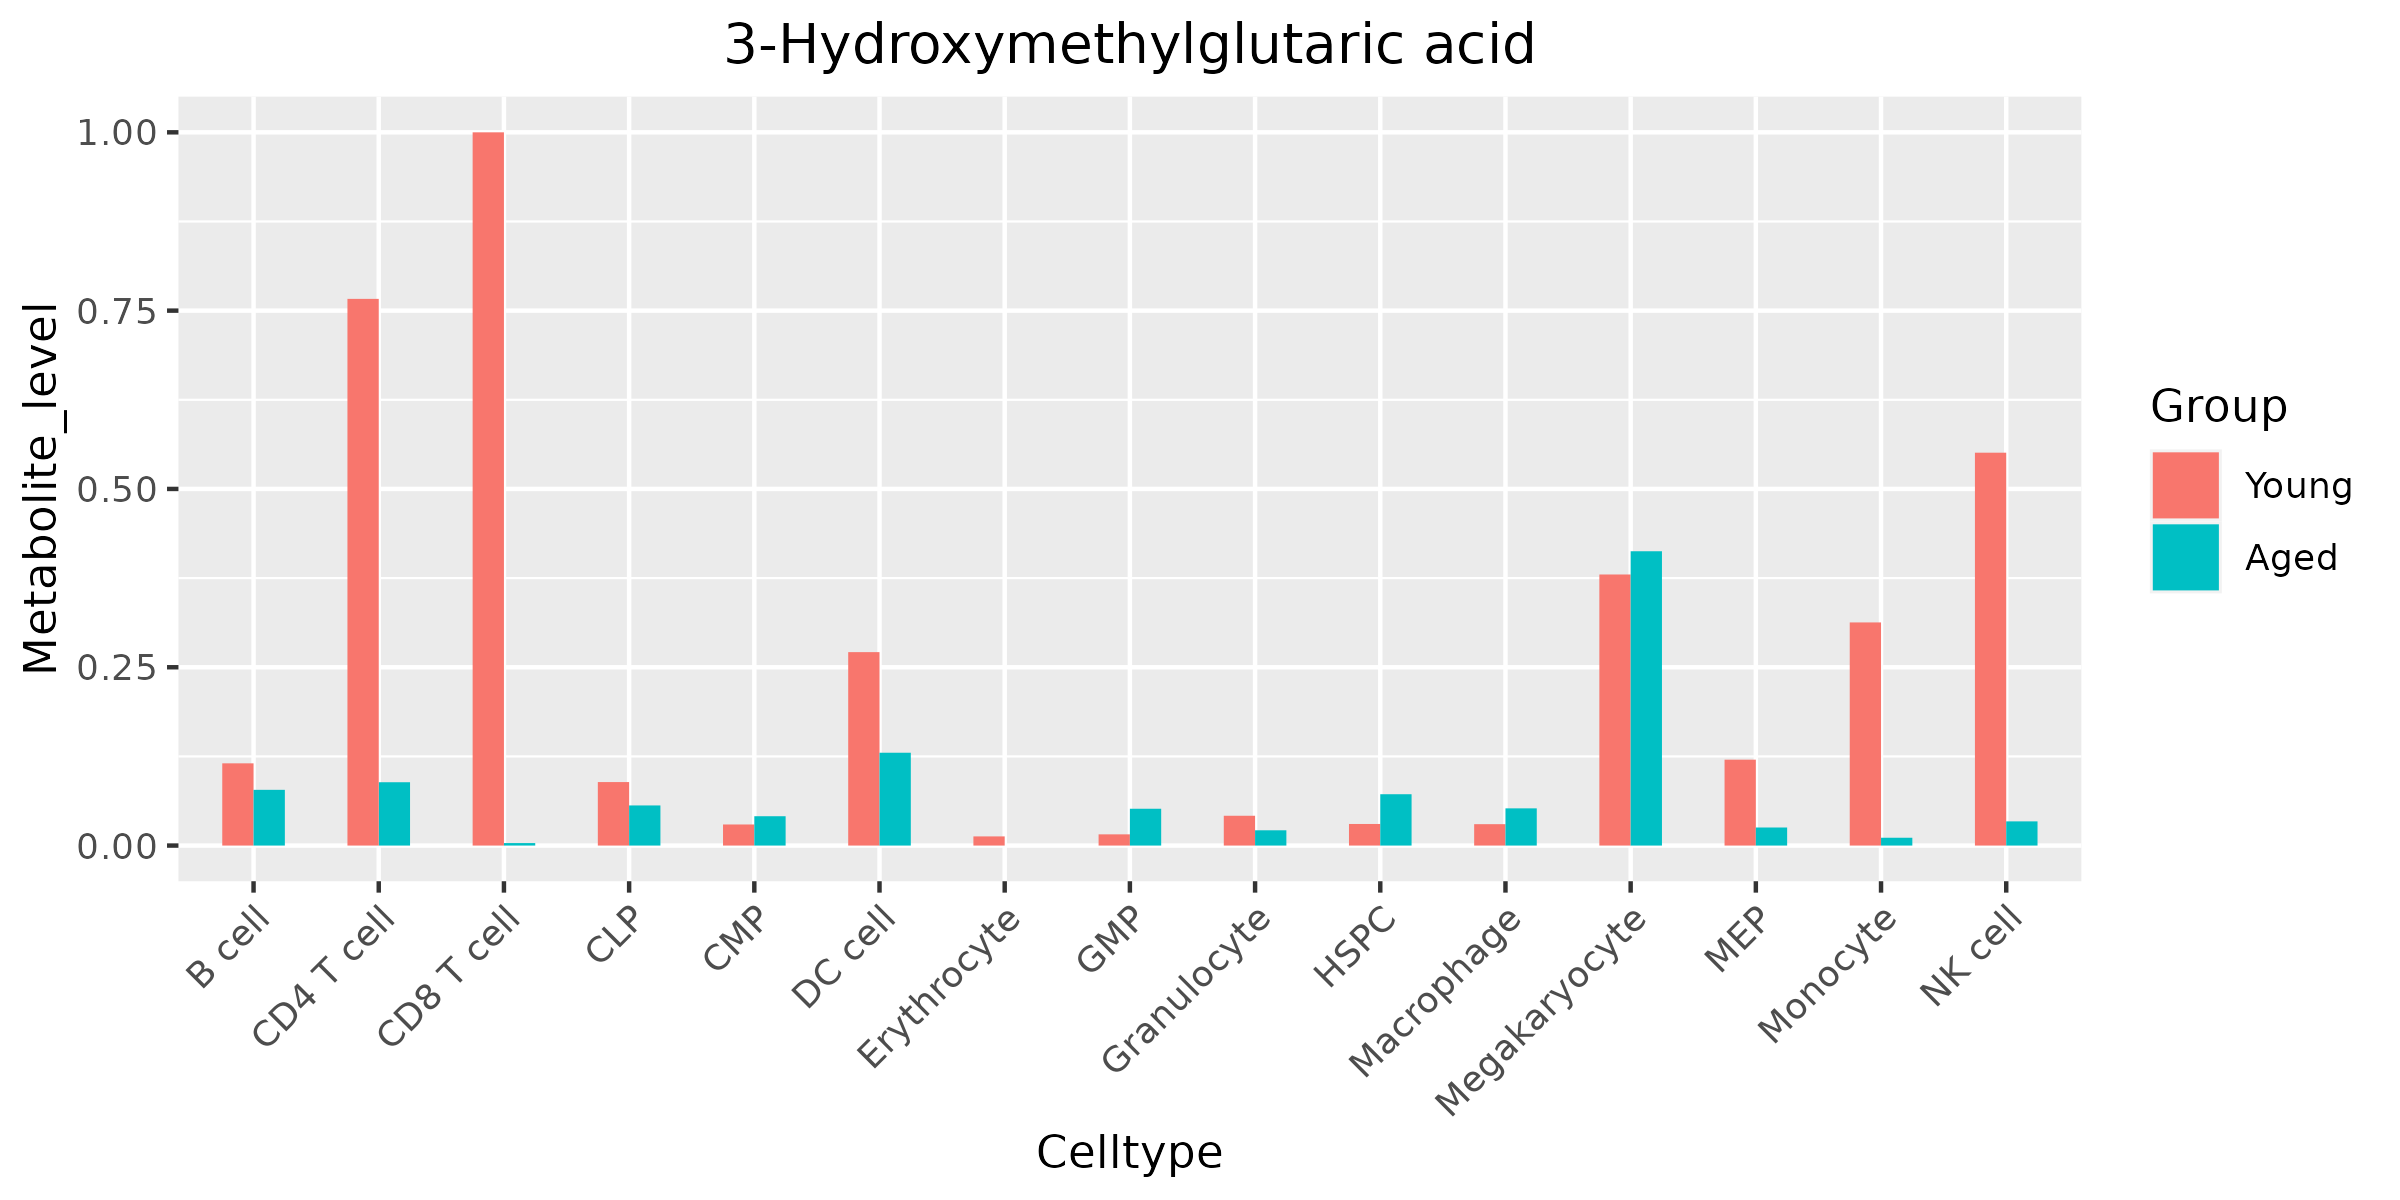 3-Hydroxymethylglutaric acid
Metabolite_level
1.00
0.75
0.50
0.25
0.00
B cell
CD4 T cell
CD8 T cell
CLP
CMP
DC cell
Erythrocyte
GMP
Granulocyte
HSPC
Macrophage
Megakaryocyte
MEP
Monocyte
NK cell
Celltype
Group
Young
Aged